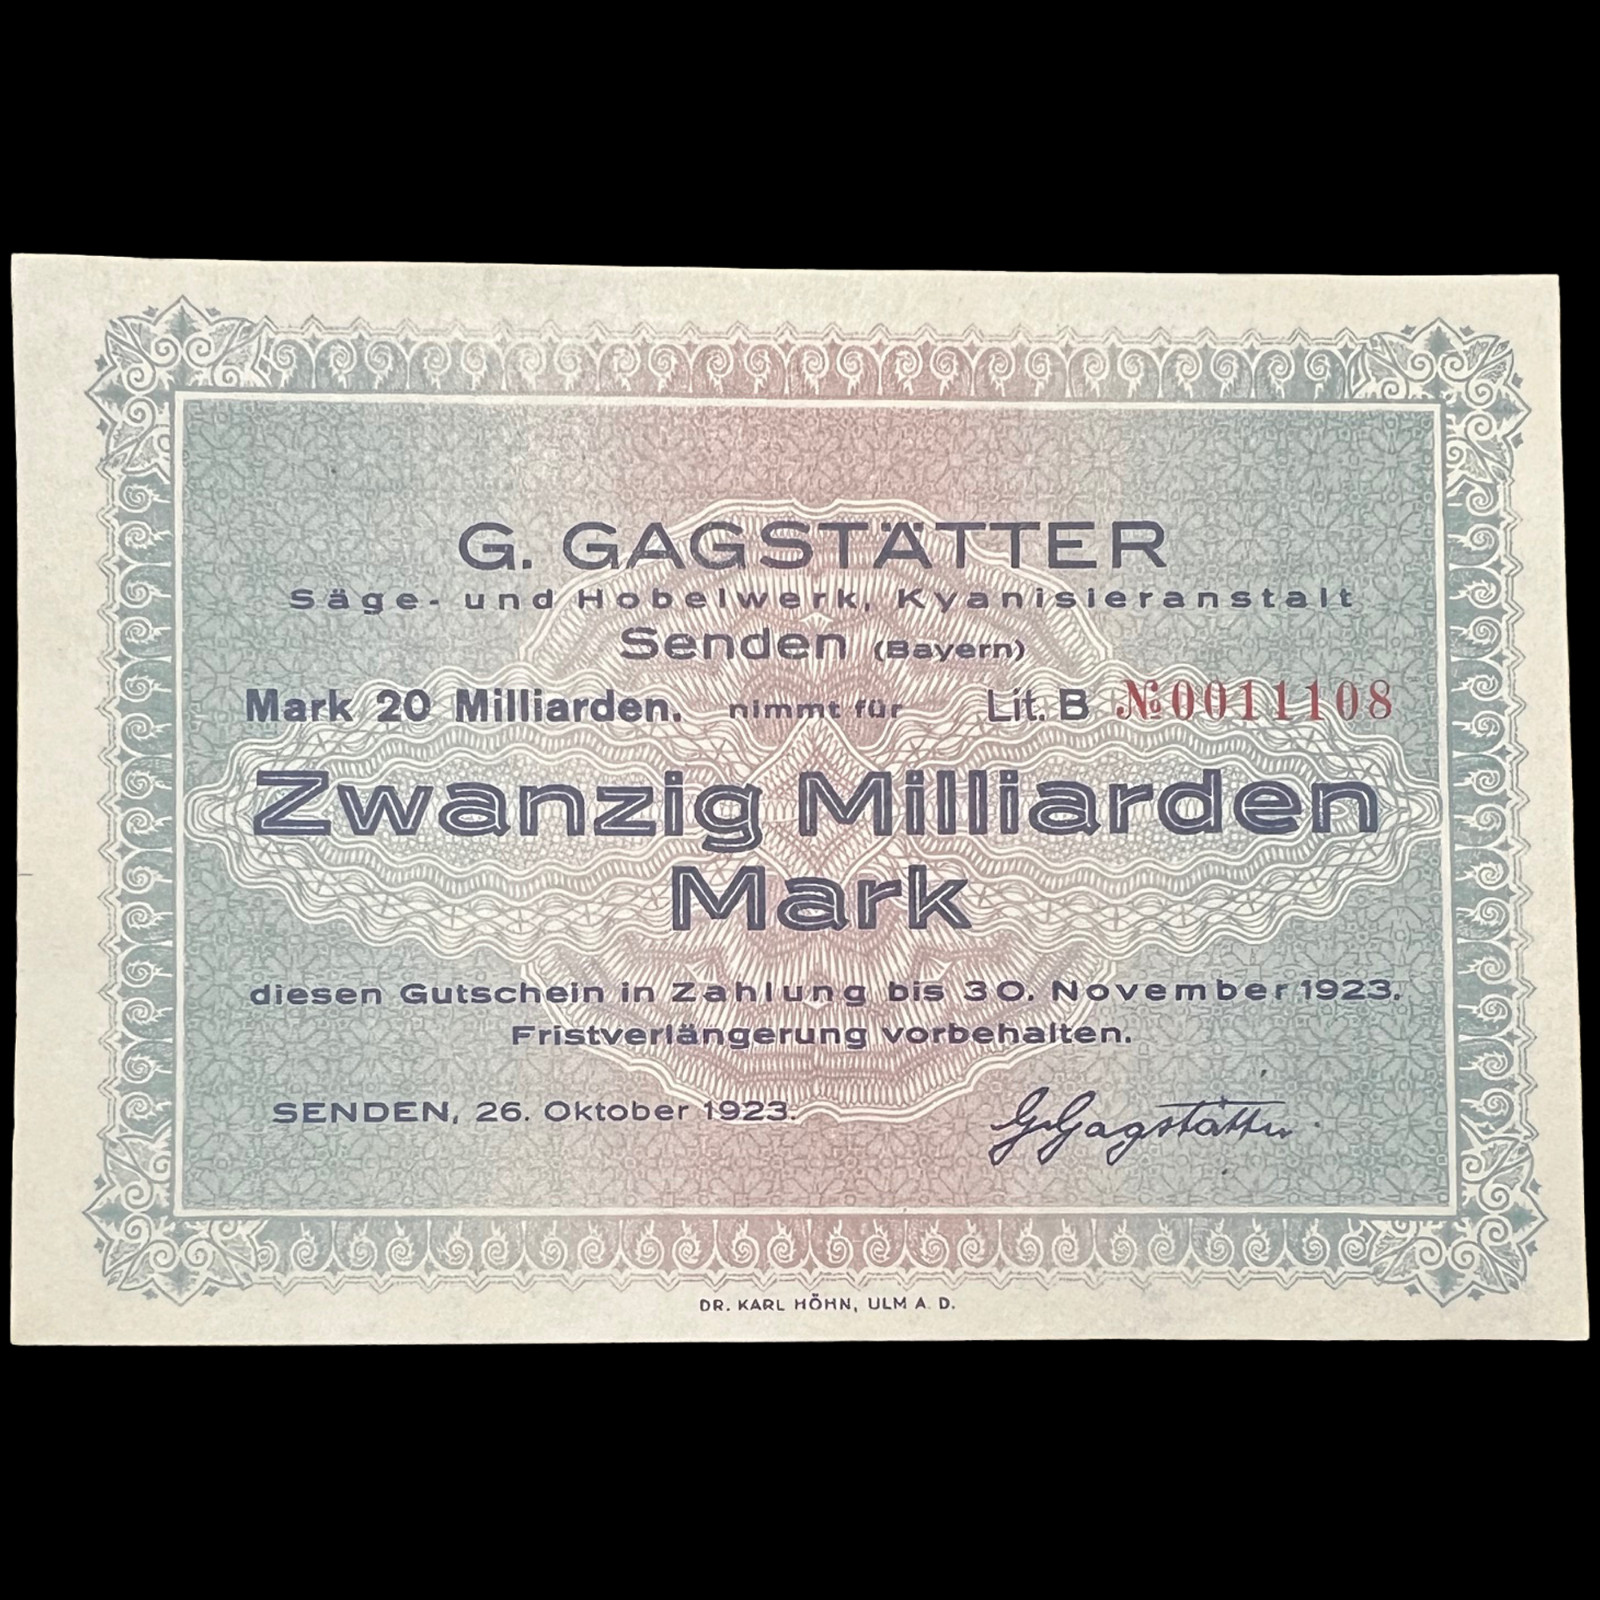 G. GAGSTÄTTER
Säge- und Hobelwerk, Kyanisieranstalt
Senden (Bayern)
Mark 20 Milliarden. nimmt für Lit. B №0011108
Zwanzig Milliarden
Mark
diesen Gutschein in Zahlung bis 30. November 1923.
Fristverlängerung vorbehalten.
SENDEN, 26. Oktober 1923. G. Gagstätter
DR. KARL HÖHN, ULM A. D.